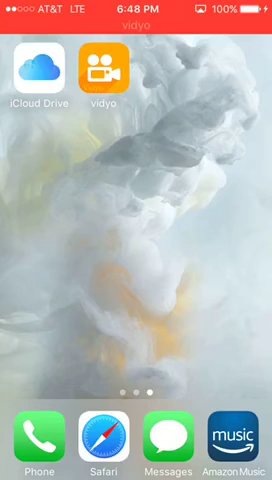 AT&T LTE 6:48 PM 100%
vidyo
iCloud Drive vidyo
music
Phone Safari Messages Amazon Music